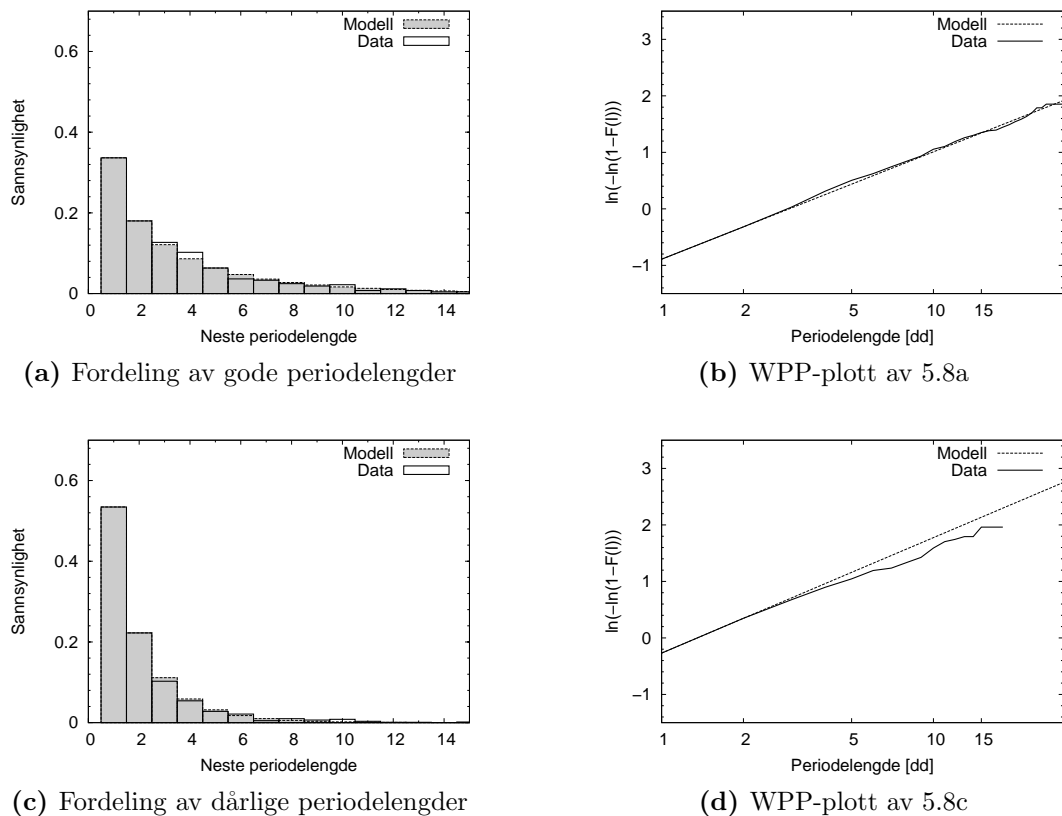 Sannsynlighet
0.6
0.4
0.2
0
Modell
Data
0 2 4 6 8 10 12 14
Neste periodelengde
(a) Fordeling av gode periodelengder
ln(-ln(1-F(l)))
3
2
1
0
−1
Modell
Data
1 2 5 10 15
Periodelengde [dd]
(b) WPP-plott av 5.8a
Sannsynlighet
0.6
0.4
0.2
0
Modell
Data
0 2 4 6 8 10 12 14
Neste periodelengde
(c) Fordeling av dårlige periodelengder
ln(-ln(1-F(l)))
3
2
1
0
−1
Modell
Data
1 2 5 10 15
Periodelengde [dd]
(d) WPP-plott av 5.8c